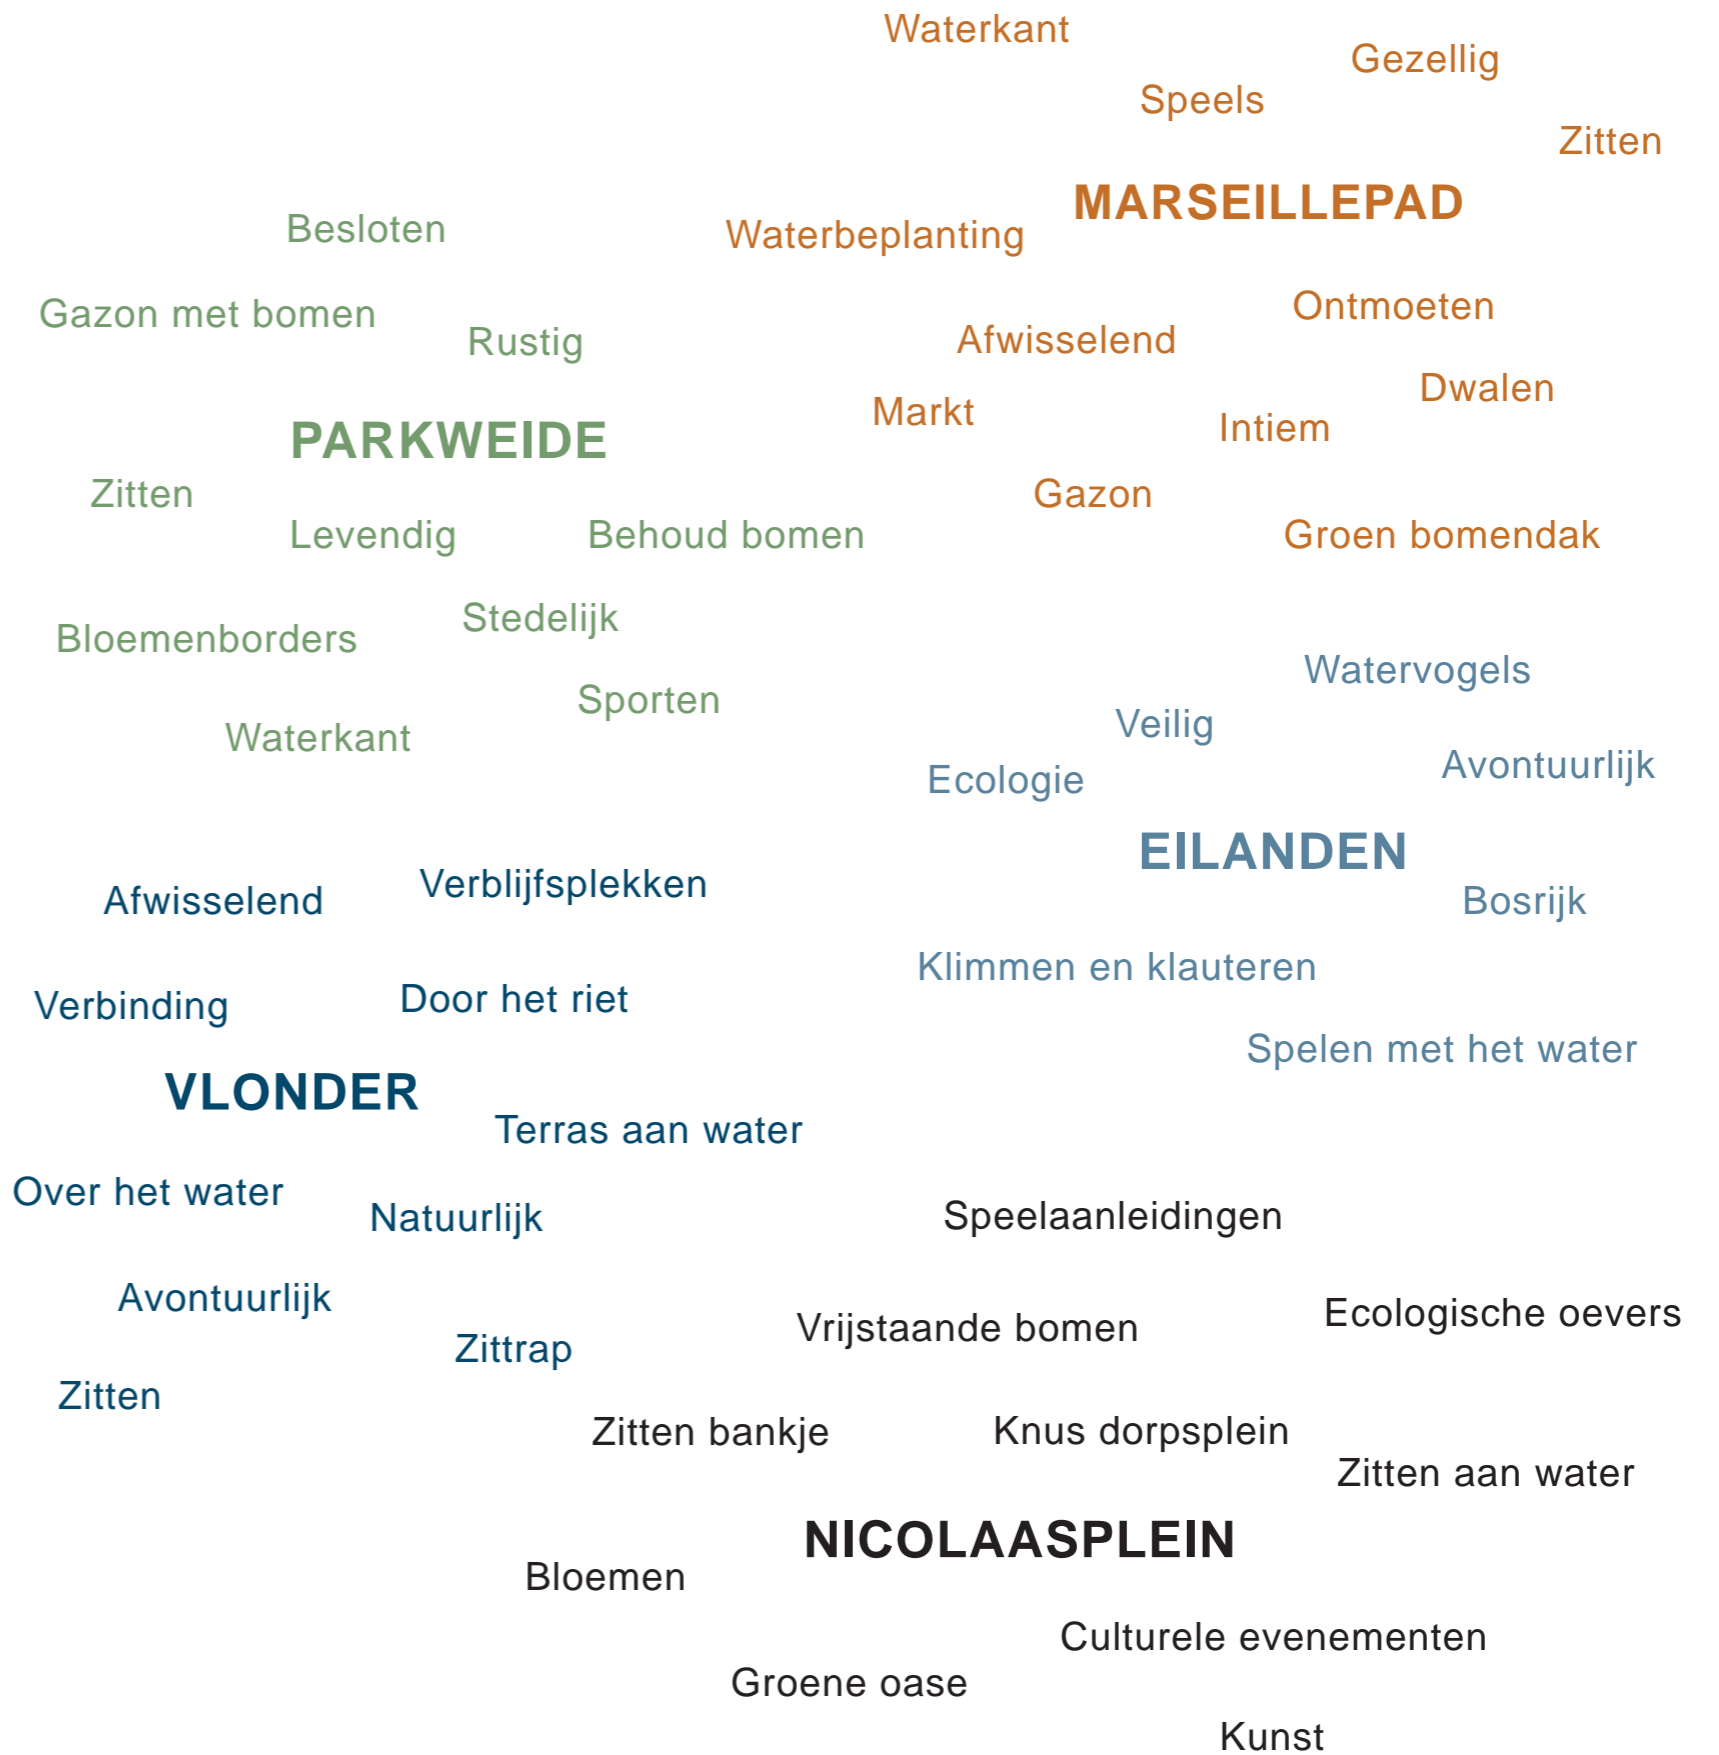 Waterkant
Gezellig
Speels
Zitten
MARSEILLEPAD
Waterbeplanting
Ontmoeten
Afwisselend
Dwalen
Markt
Intiem
Gazon
Groen bomendak
Besloten
Gazon met bomen
Rustig
PARKWEIDE
Zitten
Levendig
Behoud bomen
Stedelijk
Bloemenborders
Sporten
Waterkant
Watervogels
Veilig
Avontuurlijk
Ecologie
EILANDEN
Bosrijk
Klimmen en klauteren
Spelen met het water
Verblijfsplekken
Afwisselend
Door het riet
Verbinding
VLONDER
Terras aan water
Over het water
Natuurlijk
Avontuurlijk
Zittrap
Zitten
Speelaanleidingen
Ecologische oevers
Vrijstaande bomen
Zitten bankje
Knus dorpsplein
Zitten aan water
NICOLAASPLEIN
Bloemen
Culturele evenementen
Groene oase
Kunst